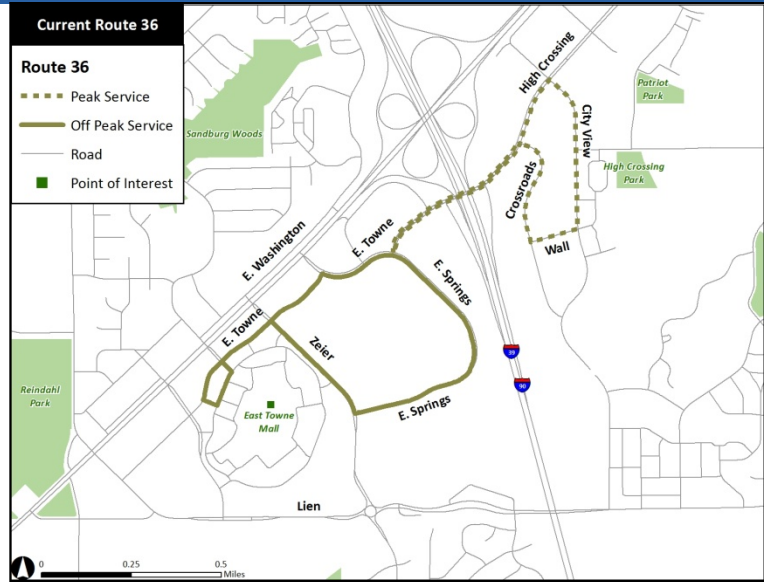 Current Route 36
Route 36
Peak Service
Off Peak Service
Road
Point of Interest
Sandburg Woods
High Crossing
Patriot
Park
City View
High Crossing
Park
Crossroads
Wall
E. Washington
E. Towne
E. Springs
E. Towne
Zeier
39
90
Reindahl
Park
East Towne
Mall
E. Springs
Lien
0 0.25 0.5
Miles